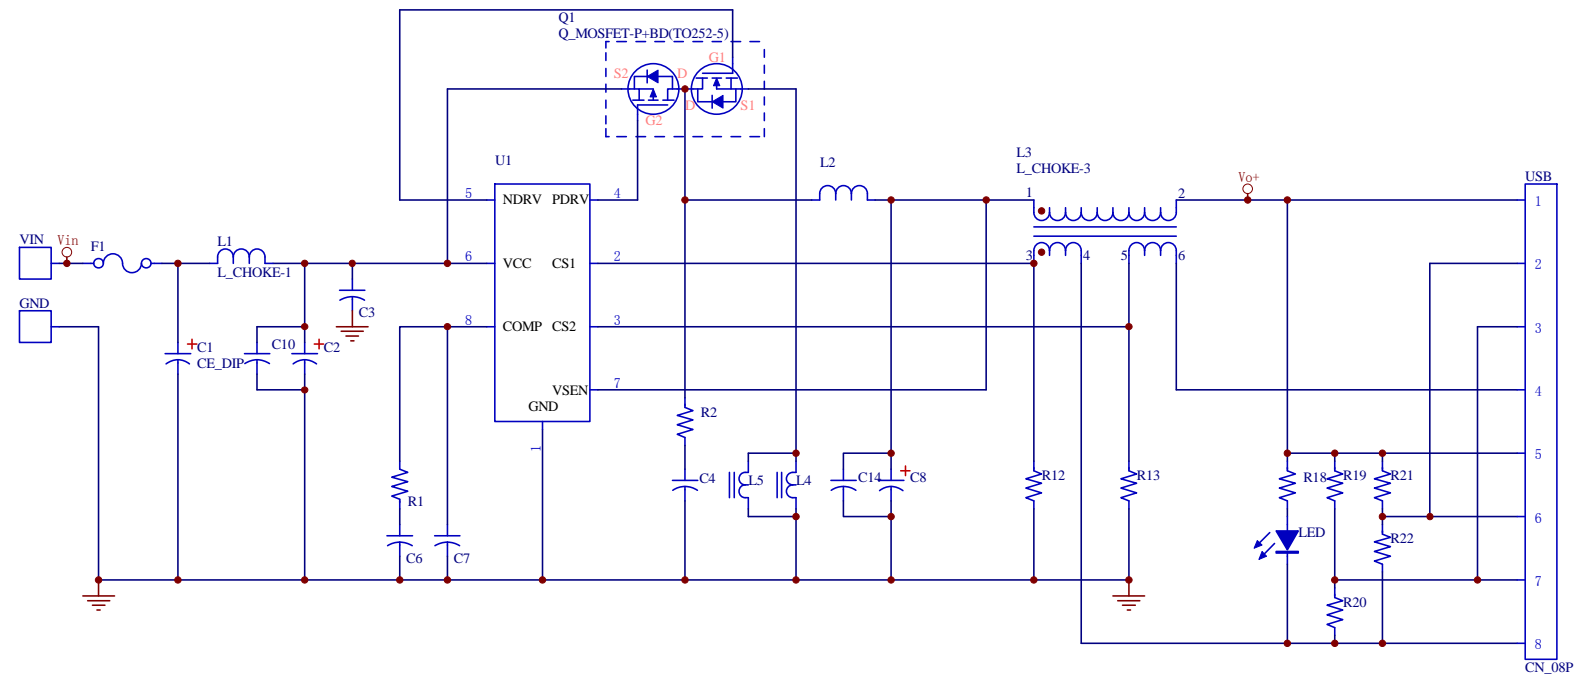 Q1
Q_MOSFET-P+BD(TO252-5)
S2
D
G1
D
S1
G2
U1
L2
L3
L_CHOKE-3
1
2
Vo+
USB
1
5
NDRV
PDRV
4
VIN
Vin
F1
L1
L_CHOKE-1
6
VCC
CS1
2
3
4
5
6
2
GND
C3
8
COMP
CS2
3
3
C1
CE_DIP
C10
C2
VSEN
7
4
GND
1
R2
5
C4
L5
L4
C14
C8
R12
R13
R18
R19
R21
R1
6
C6
C7
LED
R22
7
R20
8
CN_08P